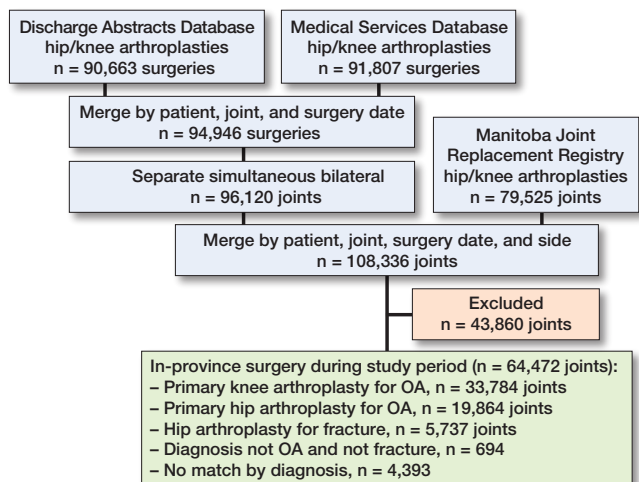 Discharge Abstracts Database
hip/knee arthroplasties
n = 90,663 surgeries
Medical Services Database
hip/knee arthroplasties
n = 91,807 surgeries
Merge by patient, joint, and surgery date
n = 94,946 surgeries
Separate simultaneous bilateral
n = 96,120 joints
Manitoba Joint
Replacement Registry
hip/knee arthroplasties
n = 79,525 joints
Merge by patient, joint, surgery date, and side
n = 108,336 joints
Excluded
n = 43,860 joints
In-province surgery during study period (n = 64,472 joints):
– Primary knee arthroplasty for OA, n = 33,784 joints
– Primary hip arthroplasty for OA, n = 19,864 joints
– Hip arthroplasty for fracture, n = 5,737 joints
– Diagnosis not OA and not fracture, n = 694
– No match by diagnosis, n = 4,393